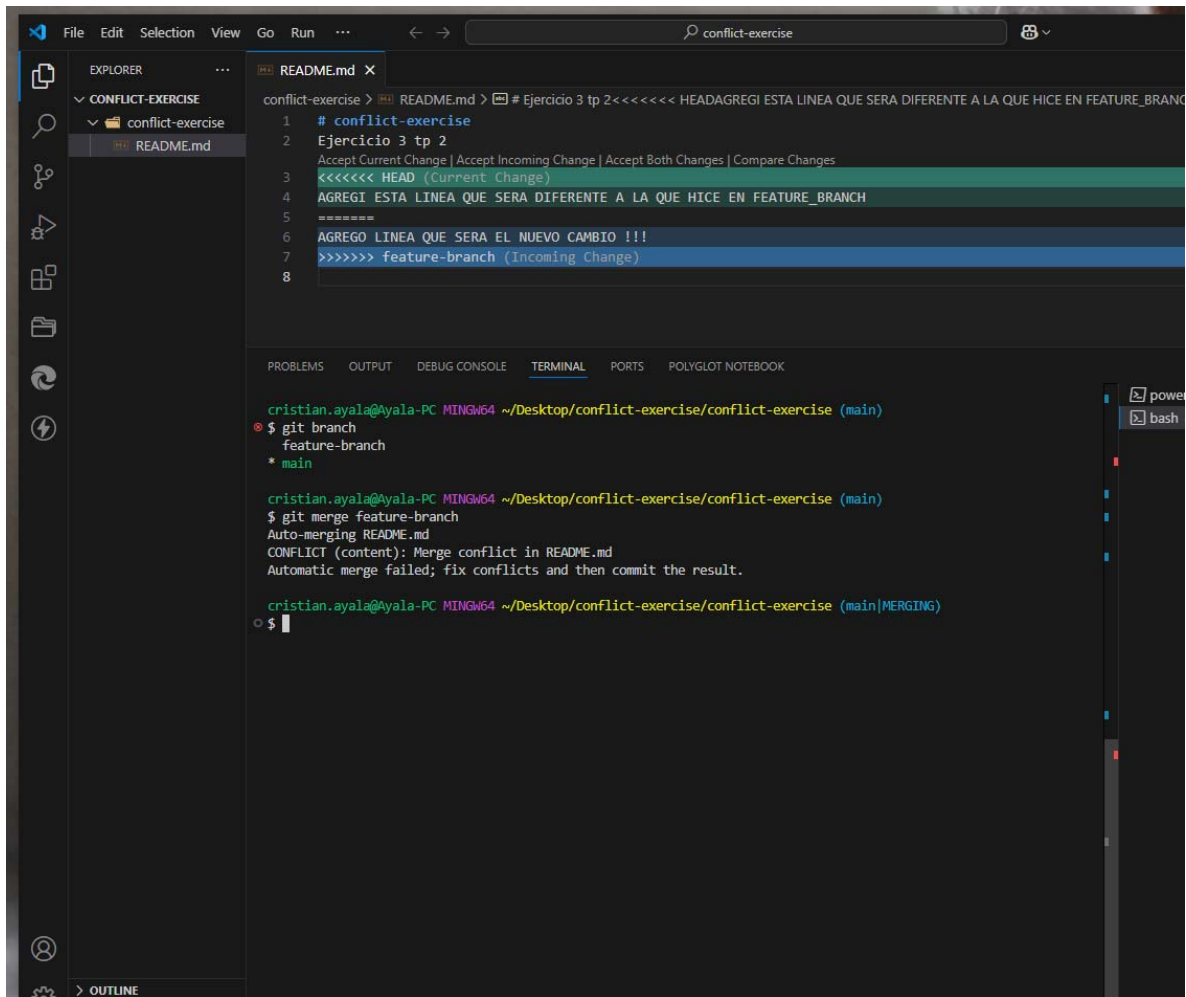 File Edit Selection View Go Run ··· conflict-exercise
EXPLORER ···
CONFLICT-EXERCISE
conflict-exercise
README.md
README.md ×
conflict-exercise > README.md > # Ejercicio 3 tp 2<<<<<<< HEADAGREGI ESTA LINEA QUE SERA DIFERENTE A LA QUE HICE EN FEATURE_BRANC
1 # conflict-exercise
2 Ejercicio 3 tp 2
Accept Current Change | Accept Incoming Change | Accept Both Changes | Compare Changes
3 <<<<<<< HEAD (Current Change)
4 AGREGI ESTA LINEA QUE SERA DIFERENTE A LA QUE HICE EN FEATURE_BRANCH
5 =======
6 AGREGO LINEA QUE SERA EL NUEVO CAMBIO !!!
7 >>>>>>> feature-branch (Incoming Change)
8
PROBLEMS OUTPUT DEBUG CONSOLE TERMINAL PORTS POLYGLOT NOTEBOOK
cristian.ayala@Ayala-PC MINGW64 ~/Desktop/conflict-exercise/conflict-exercise (main)
$ git branch
feature-branch
* main
cristian.ayala@Ayala-PC MINGW64 ~/Desktop/conflict-exercise/conflict-exercise (main)
$ git merge feature-branch
Auto-merging README.md
CONFLICT (content): Merge conflict in README.md
Automatic merge failed; fix conflicts and then commit the result.
cristian.ayala@Ayala-PC MINGW64 ~/Desktop/conflict-exercise/conflict-exercise (main|MERGING)
$
power
bash
OUTLINE